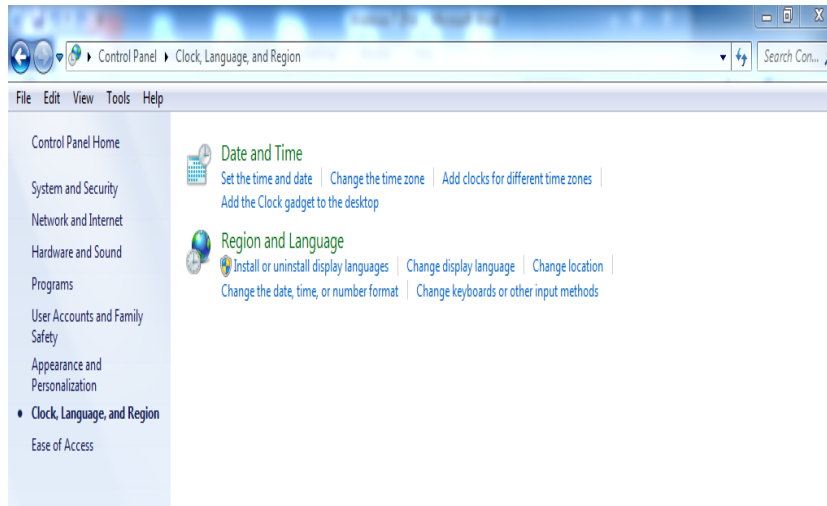 Control Panel Clock, Language, and Region
Search Con...
File Edit View Tools Help
Control Panel Home
System and Security
Network and Internet
Hardware and Sound
Programs
User Accounts and Family
Safety
Appearance and
Personalization
Clock, Language, and Region
Ease of Access
Date and Time
Set the time and date Change the time zone Add clocks for different time zones
Add the Clock gadget to the desktop
Region and Language
Install or uninstall display languages Change display language Change location
Change the date, time, or number format Change keyboards or other input methods